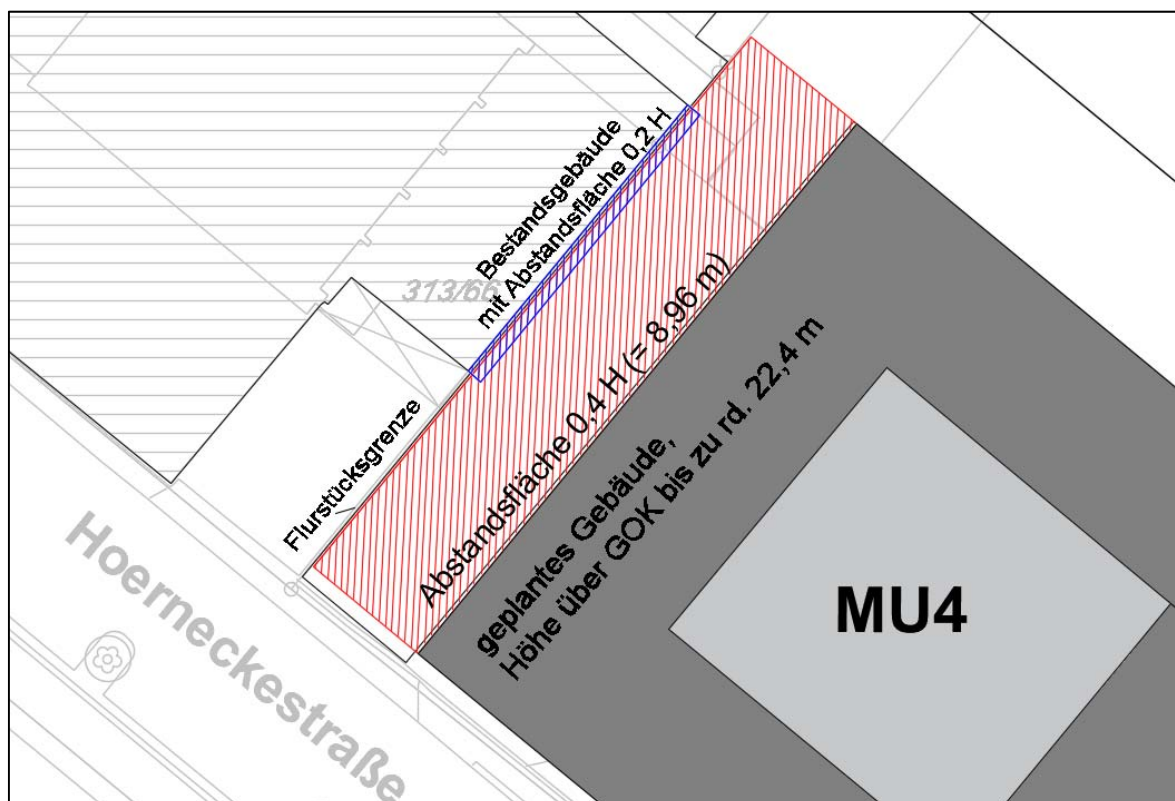 Bestandsgebäude
mit Abstandsfläche 0,2 H
313/66
Flurstücksgrenze
Abstandsfläche 0,4 H (= 8,96 m)
geplantes Gebäude,
Höhe über GOK bis zu rd. 22,4 m
MU4
Hoerneckestraße